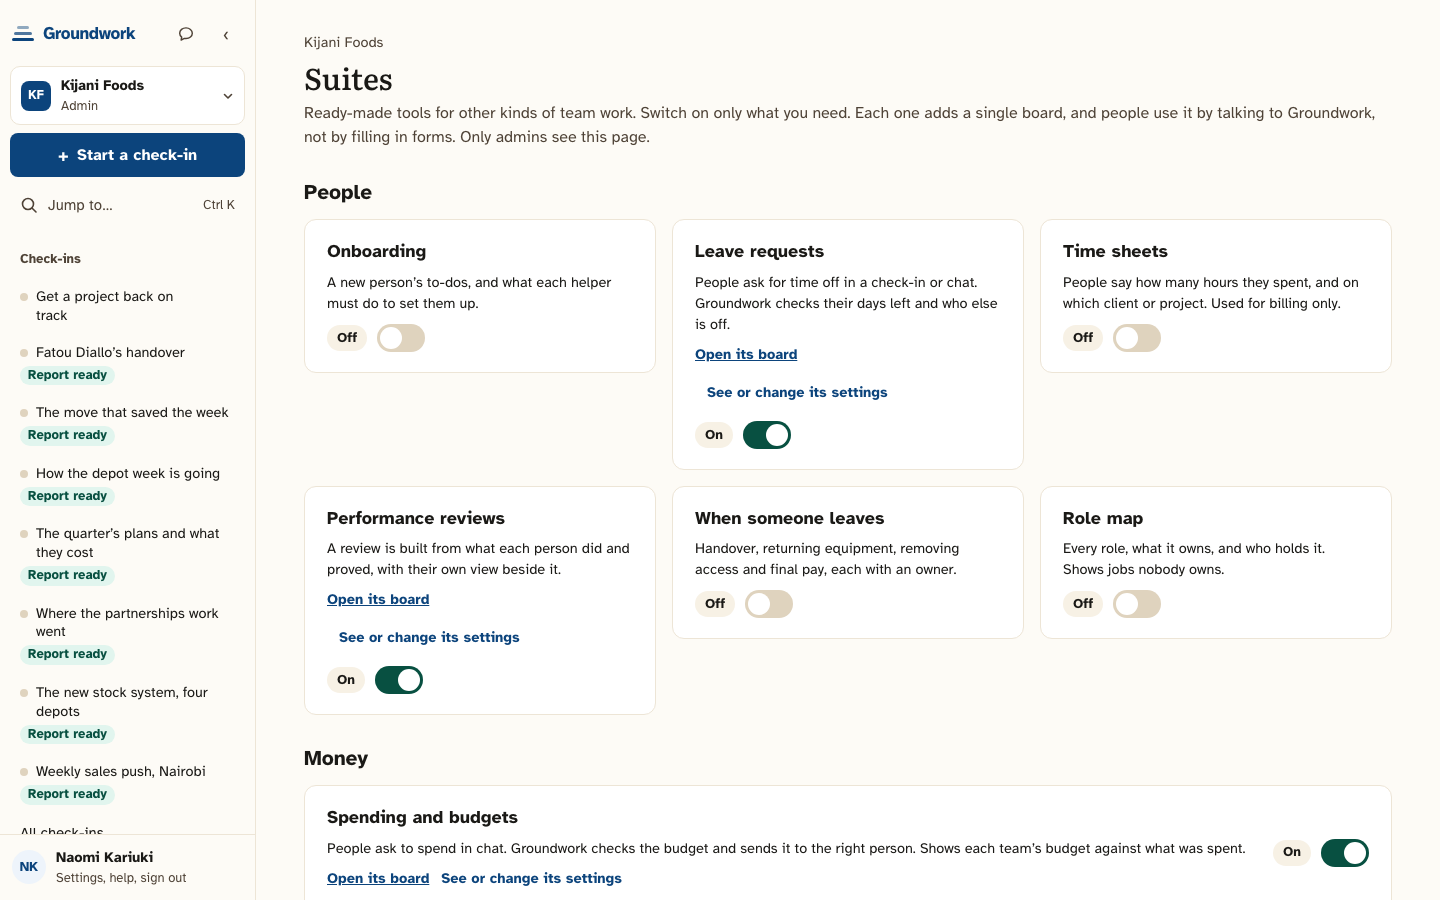 Groundwork
KF
Kijani Foods
Admin
+ Start a check-in
Jump to...
Ctrl K
Check-ins
Get a project back on
track
Fatou Diallo's handover
Report ready
The move that saved the week
Report ready
How the depot week is going
Report ready
The quarter's plans and what
they cost
Report ready
Where the partnerships work
went
Report ready
The new stock system, four
depots
Report ready
Weekly sales push, Nairobi
Report ready
All check-ins
NK
Naomi Kariuki
Settings, help, sign out
Kijani Foods
Suites
Ready-made tools for other kinds of team work. Switch on only what you need. Each one adds a single board, and people use it by talking to Groundwork,
not by filling in forms. Only admins see this page.
People
Onboarding
A new person's to-dos, and what each helper
must do to set them up.
Off
Leave requests
People ask for time off in a check-in or chat.
Groundwork checks their days left and who else
is off.
Open its board
See or change its settings
On
Time sheets
People say how many hours they spent, and on
which client or project. Used for billing only.
Off
Performance reviews
A review is built from what each person did and
proved, with their own view beside it.
Open its board
See or change its settings
On
When someone leaves
Handover, returning equipment, removing
access and final pay, each with an owner.
Off
Role map
Every role, what it owns, and who holds it.
Shows jobs nobody owns.
Off
Money
Spending and budgets
People ask to spend in chat. Groundwork checks the budget and sends it to the right person. Shows each team's budget against what was spent.
Open its board
See or change its settings
On